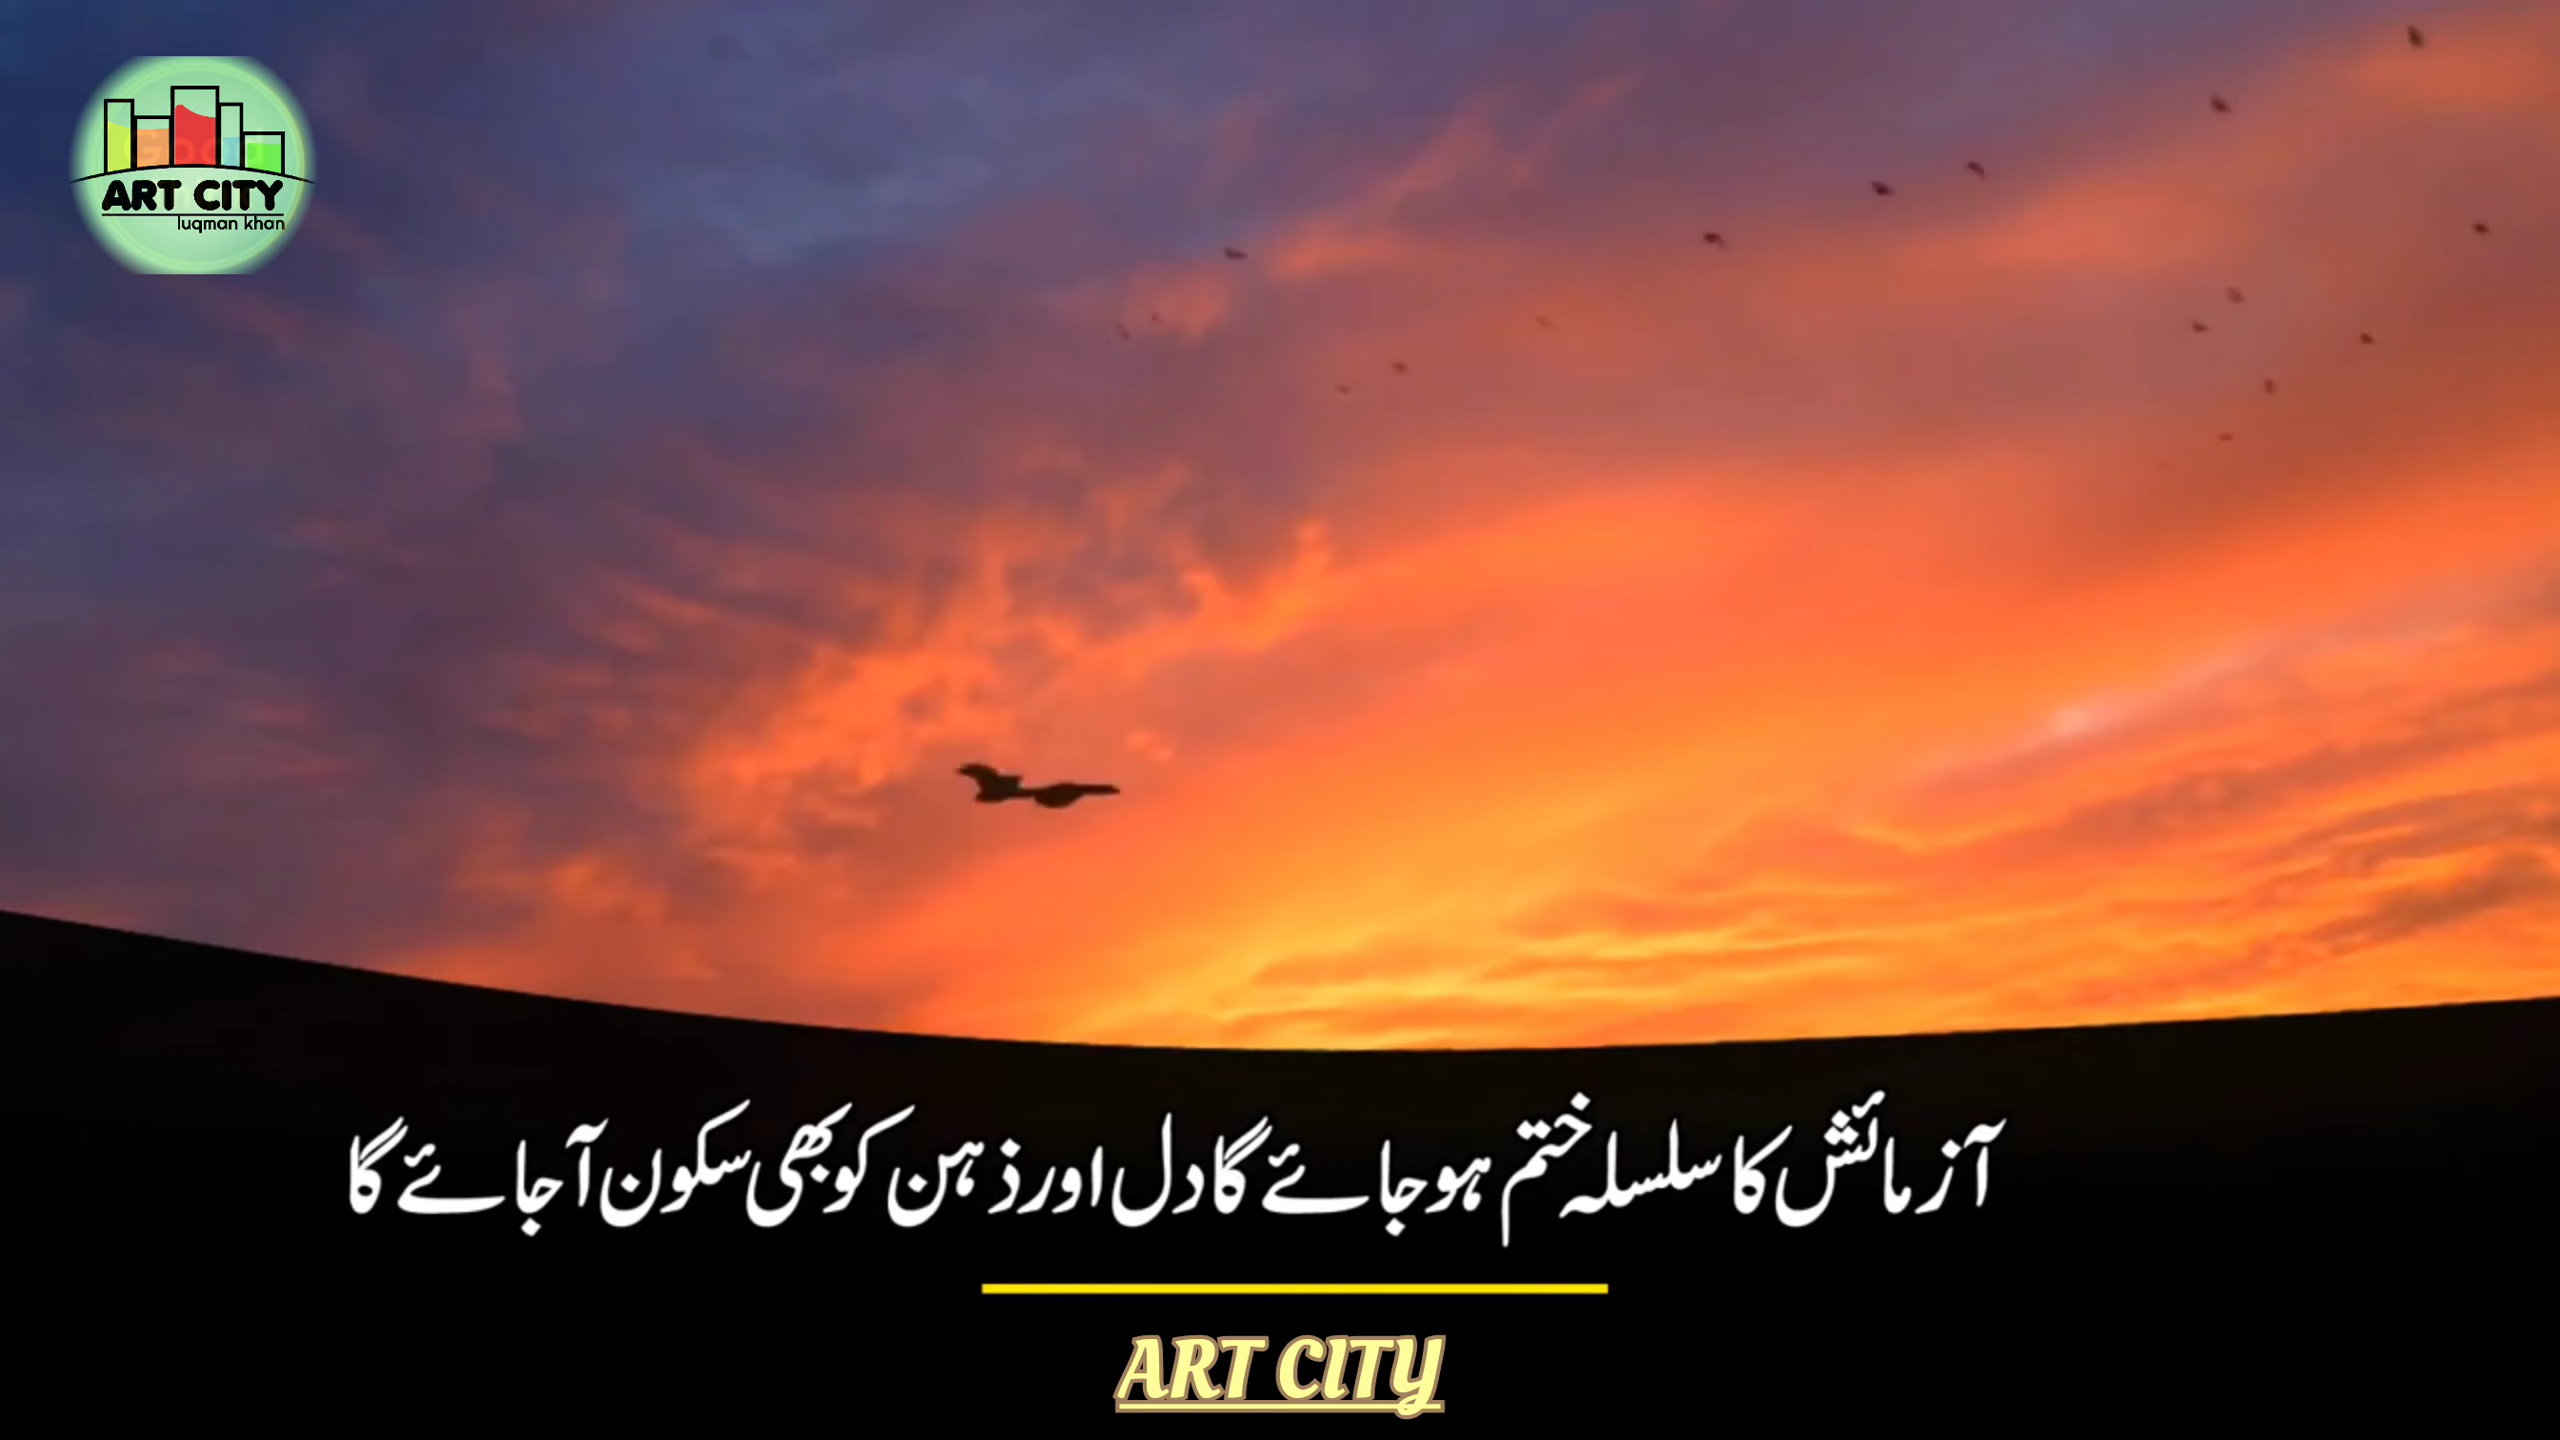 ART CITY
luqman khan
آزمائش کا سلسلہ ختم ہو جائے گا دل اور ذہن کو بھی سکون آ جائے گا
ART CITY